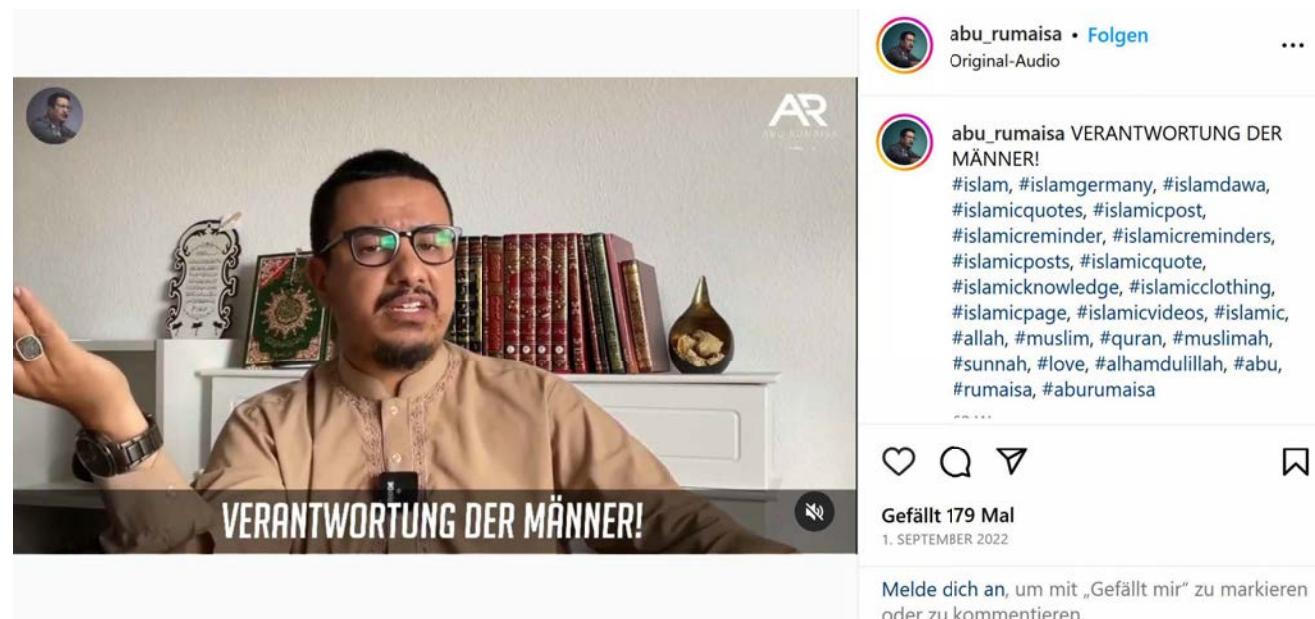 AR
ABU RUMAISA
VERANTWORTUNG DER MÄNNER!
abu_rumaisa • Folgen
Original-Audio
abu_rumaisa VERANTWORTUNG DER
MÄNNER!
#islam, #islamgermany, #islamdawa,
#islamicquotes, #islamicpost,
#islamicreminder, #islamicreminders,
#islamicposts, #islamicquote,
#islamicknowledge, #islamicclothing,
#islamicpage, #islamicvideos, #islamic,
#allah, #muslim, #quran, #muslimah,
#sunnah, #love, #alhamdulillah, #abu,
#rumaisa, #aburumaisa
Gefällt 179 Mal
1. SEPTEMBER 2022
Melde dich an, um mit „Gefällt mir“ zu markieren
oder zu kommentieren.